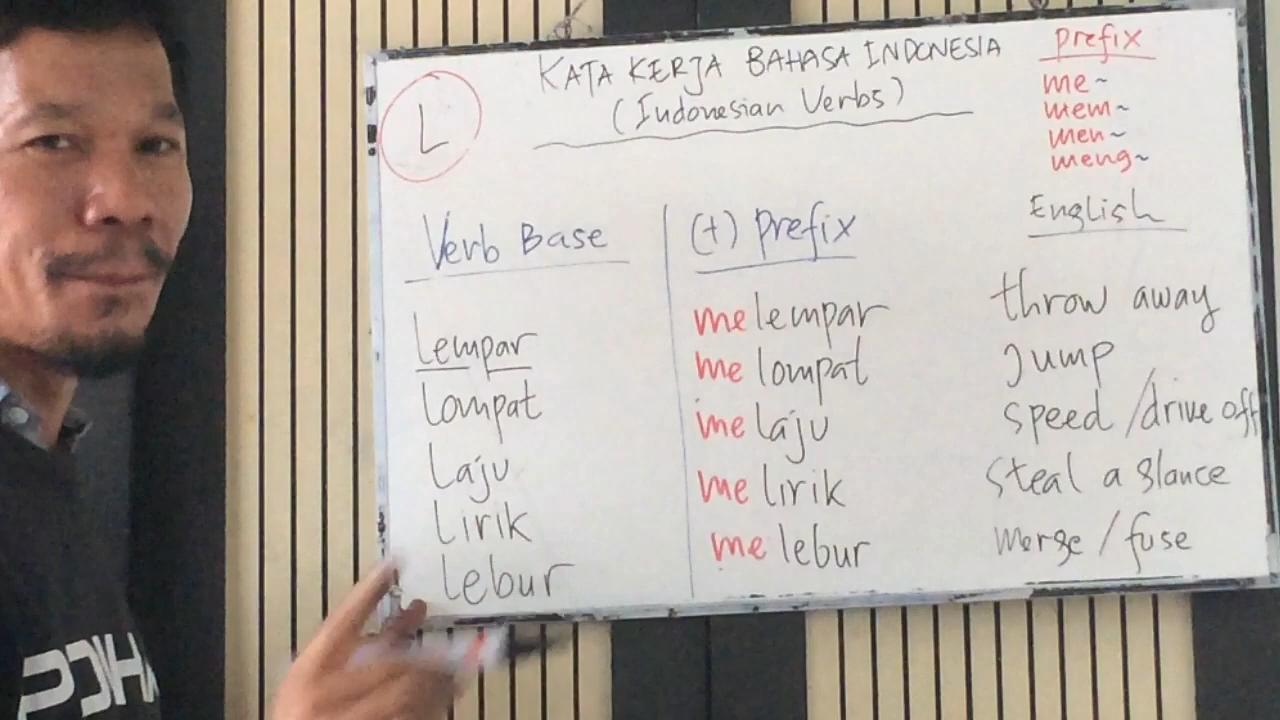 L
KATA KERJA BAHASA INDONESIA
(Indonesian Verbs)
prefix
me~
mem~
men~
meng~
Verb Base
(+) prefix
English
Lempar
melempar
throw away
Lompat
melompat
Jump
Laju
melaju
speed / drive off
Lirik
melirik
steal a glance
Lebur
melebur
merge / fuse